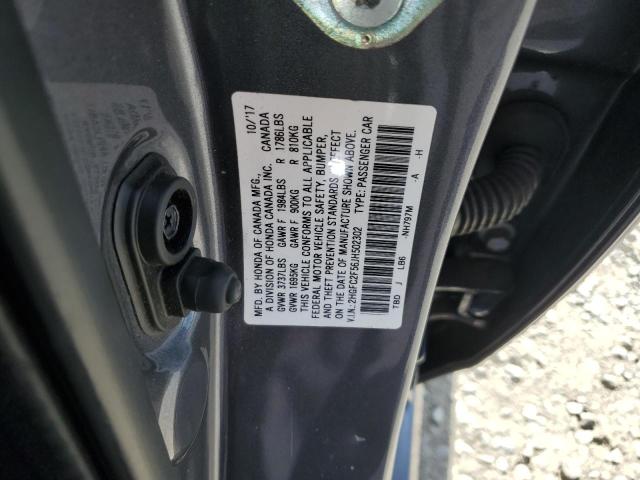 MFD. BY HONDA OF CANADA MFG.,
A DIVISION OF HONDA CANADA INC. CANADA 10/'17
GVWR 3737LBS GAWR F 1984LBS R 1786LBS
GVWR 1695KG GAWR F 900KG R 810KG
THIS VEHICLE CONFORMS TO ALL APPLICABLE
FEDERAL MOTOR VEHICLE SAFETY, BUMPER,
AND THEFT PREVENTION STANDARDS IN EFFECT
ON THE DATE OF MANUFACTURE SHOWN ABOVE.
V.I.N.: 2HGFC2F56JH502302 TYPE: PASSENGER CAR
TBD J LB6 -NH797M -A -H